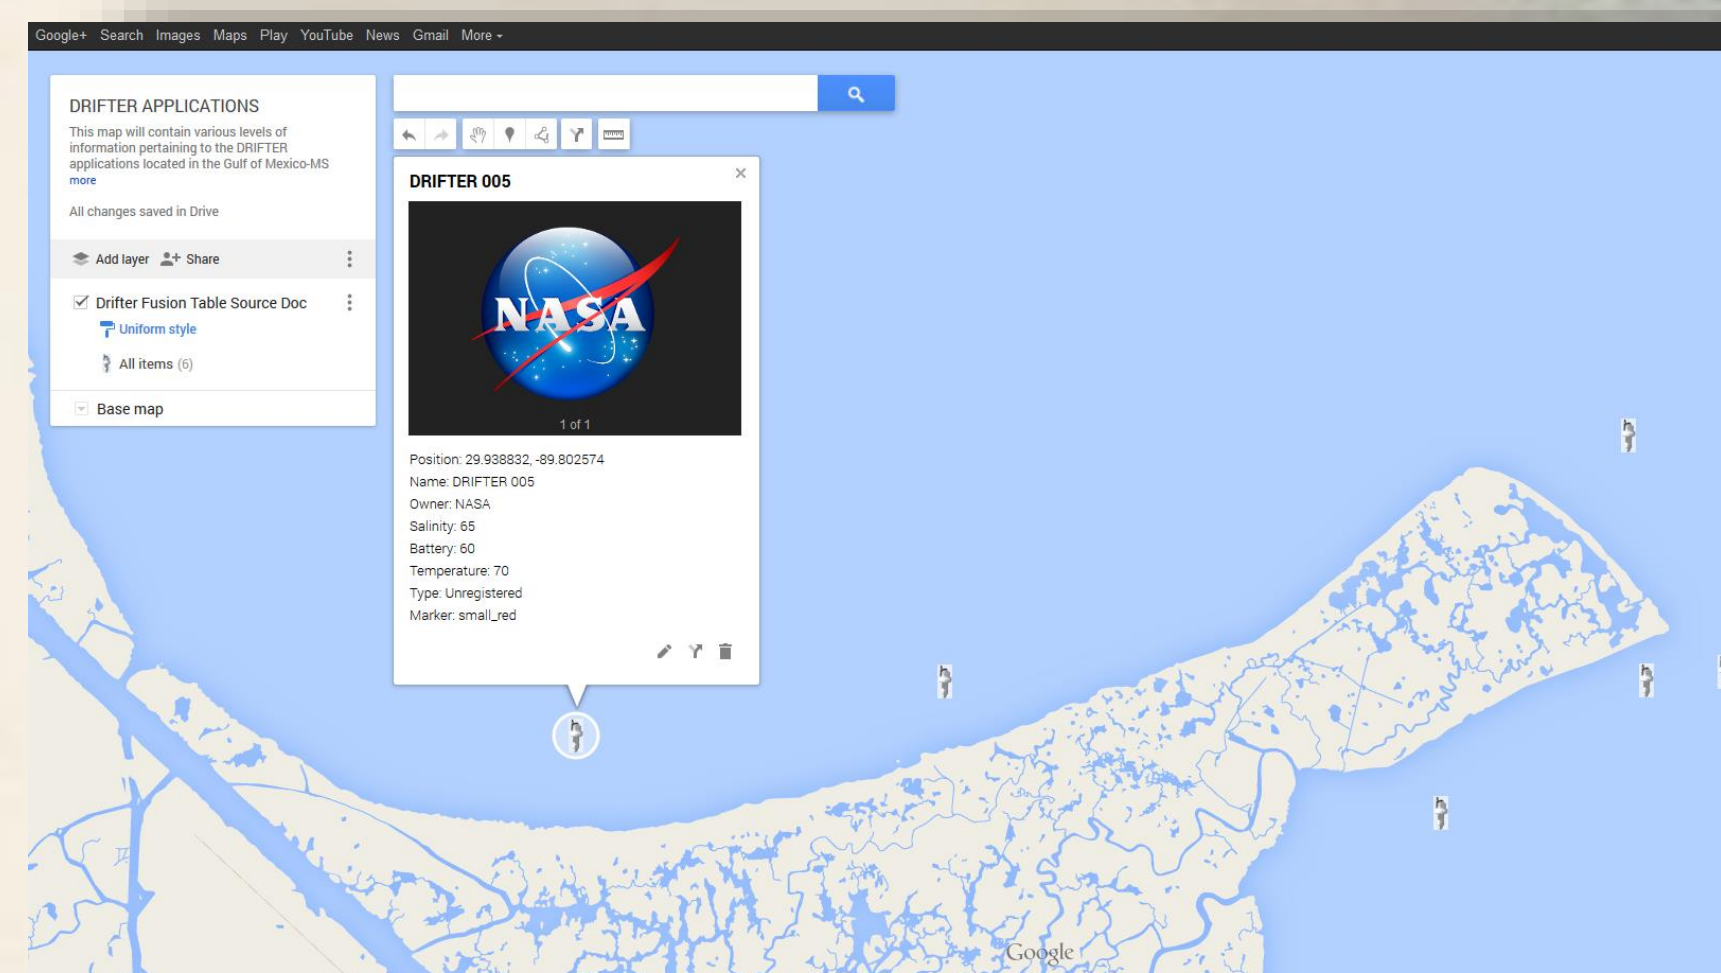 Google+ Search Images Maps Play YouTube News Gmail More
DRIFTER APPLICATIONS
This map will contain various levels of
information pertaining to the DRIFTER
applications located in the Gulf of Mexico-MS
more
All changes saved in Drive
Add layer Share
Drifter Fusion Table Source Doc
Uniform style
All items (6)
Base map
DRIFTER 005
NASA
1 of 1
Position: 29.938832, -89.802574
Name: DRIFTER 005
Owner: NASA
Salinity: 65
Battery: 60
Temperature: 70
Type: Unregistered
Marker: small_red
Google